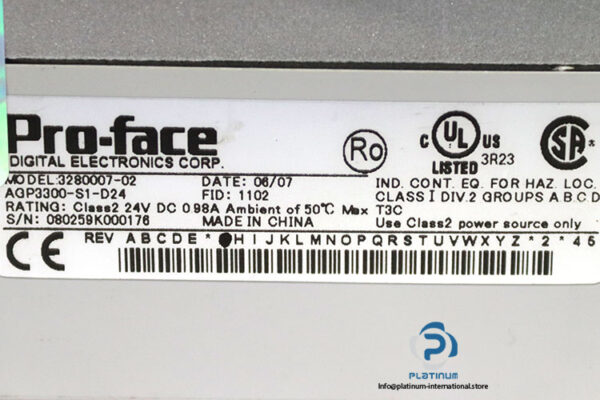 Pro-face
DIGITAL ELECTRONICS CORP.
Ro
C UL US
LISTED 3R23
SA
MODEL:3280007-02 DATE: 06/07 IND. CONT. EQ. FOR HAZ. LOC.
AGP3300-S1-D24 FID: 1102 CLASS I DIV.2 GROUPS A.B.C.D
RATING: Class2 24V DC 0.98A Ambient of 50°C Max T3C
S/N: 080259K000176 MADE IN CHINA Use Class2 power source only
CE
REV A B C D E * H I J K L M N O P Q R S T U V W X Y Z * 2 * 4 5
PLATINUM
info@platinum-international.store